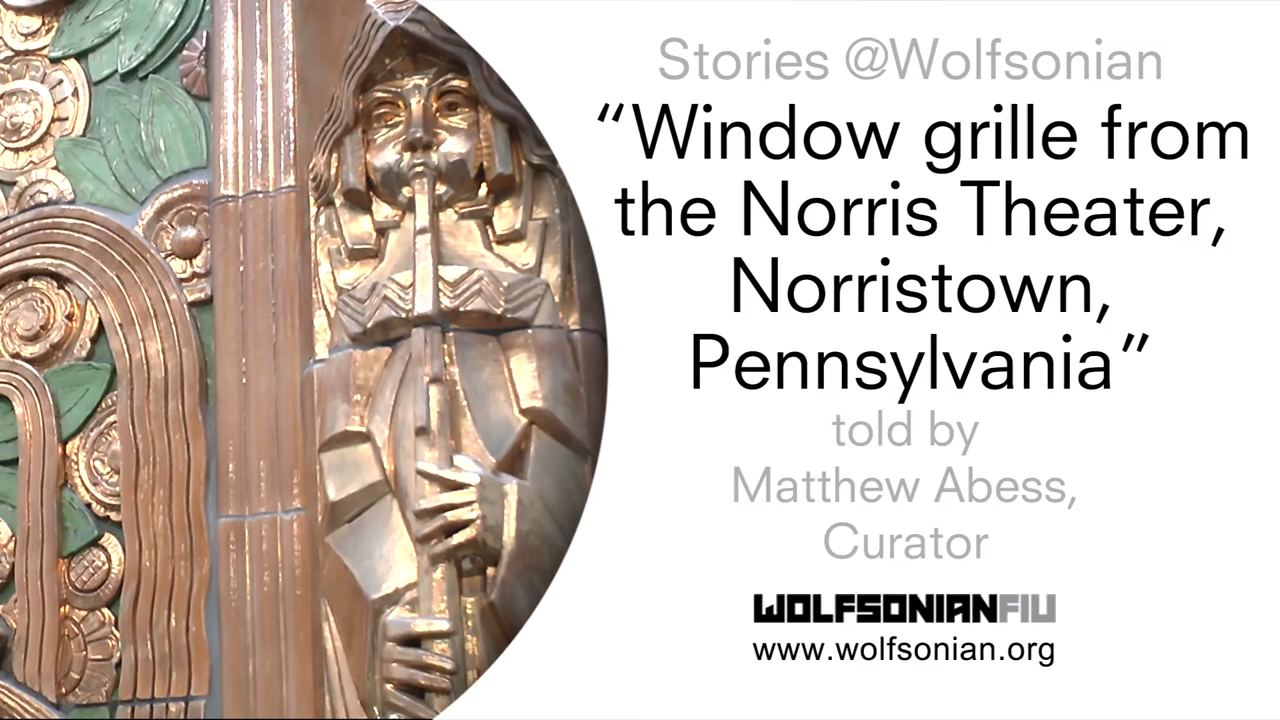 Stories @Wolfsonian
“Window grille from
the Norris Theater,
Norristown,
Pennsylvania”
told by
Matthew Abess,
Curator
WOLFSONIANFIU
www.wolfsonian.org